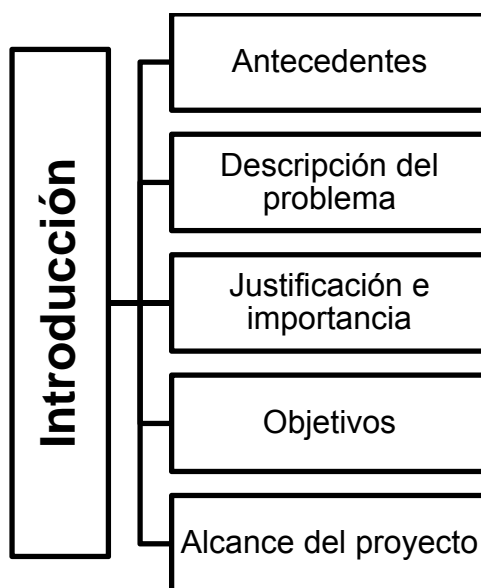 Introducción
Antecedentes
Descripción del
problema
Justificación e
importancia
Objetivos
Alcance del proyecto